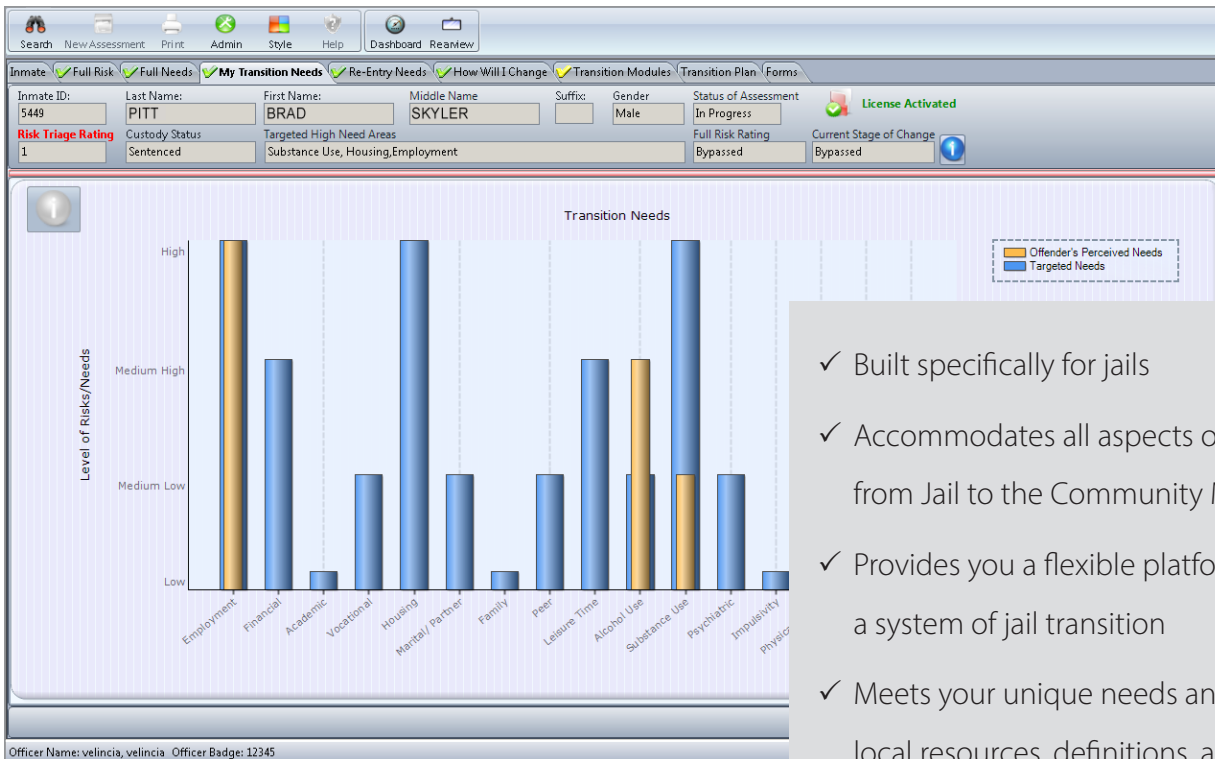 Search New Assessment Print Admin Style Help Dashboard Rearview
Inmate Full Risk Full Needs My Transition Needs Re-Entry Needs How Will I Change Transition Modules Transition Plan Forms
Inmate ID: Last Name: First Name: Middle Name Suffix: Gender Status of Assessment
5449 PITT BRAD SKYLER Male In Progress
License Activated
Risk Triage Rating Custody Status Targeted High Need Areas Full Risk Rating Current Stage of Change
1 Sentenced Substance Use, Housing,Employment Bypassed Bypassed
Transition Needs
Offender's Perceived Needs
Targeted Needs
Level of Risks/Needs
High
Medium High
Medium Low
Low
Employment
Financial
Academic
Vocational
Housing
Marital/ Partner
Family
Peer
Leisure Time
Alcohol Use
Substance Use
Psychiatric
Impulsivity
✓ Built specifically for jails
✓ Accommodates all aspects
from Jail to the Community
✓ Provides you a flexible
a system of jail transition
✓ Meets your unique needs
local resources, definitions,
Officer Name: velincia, velincia Officer Badge: 12345